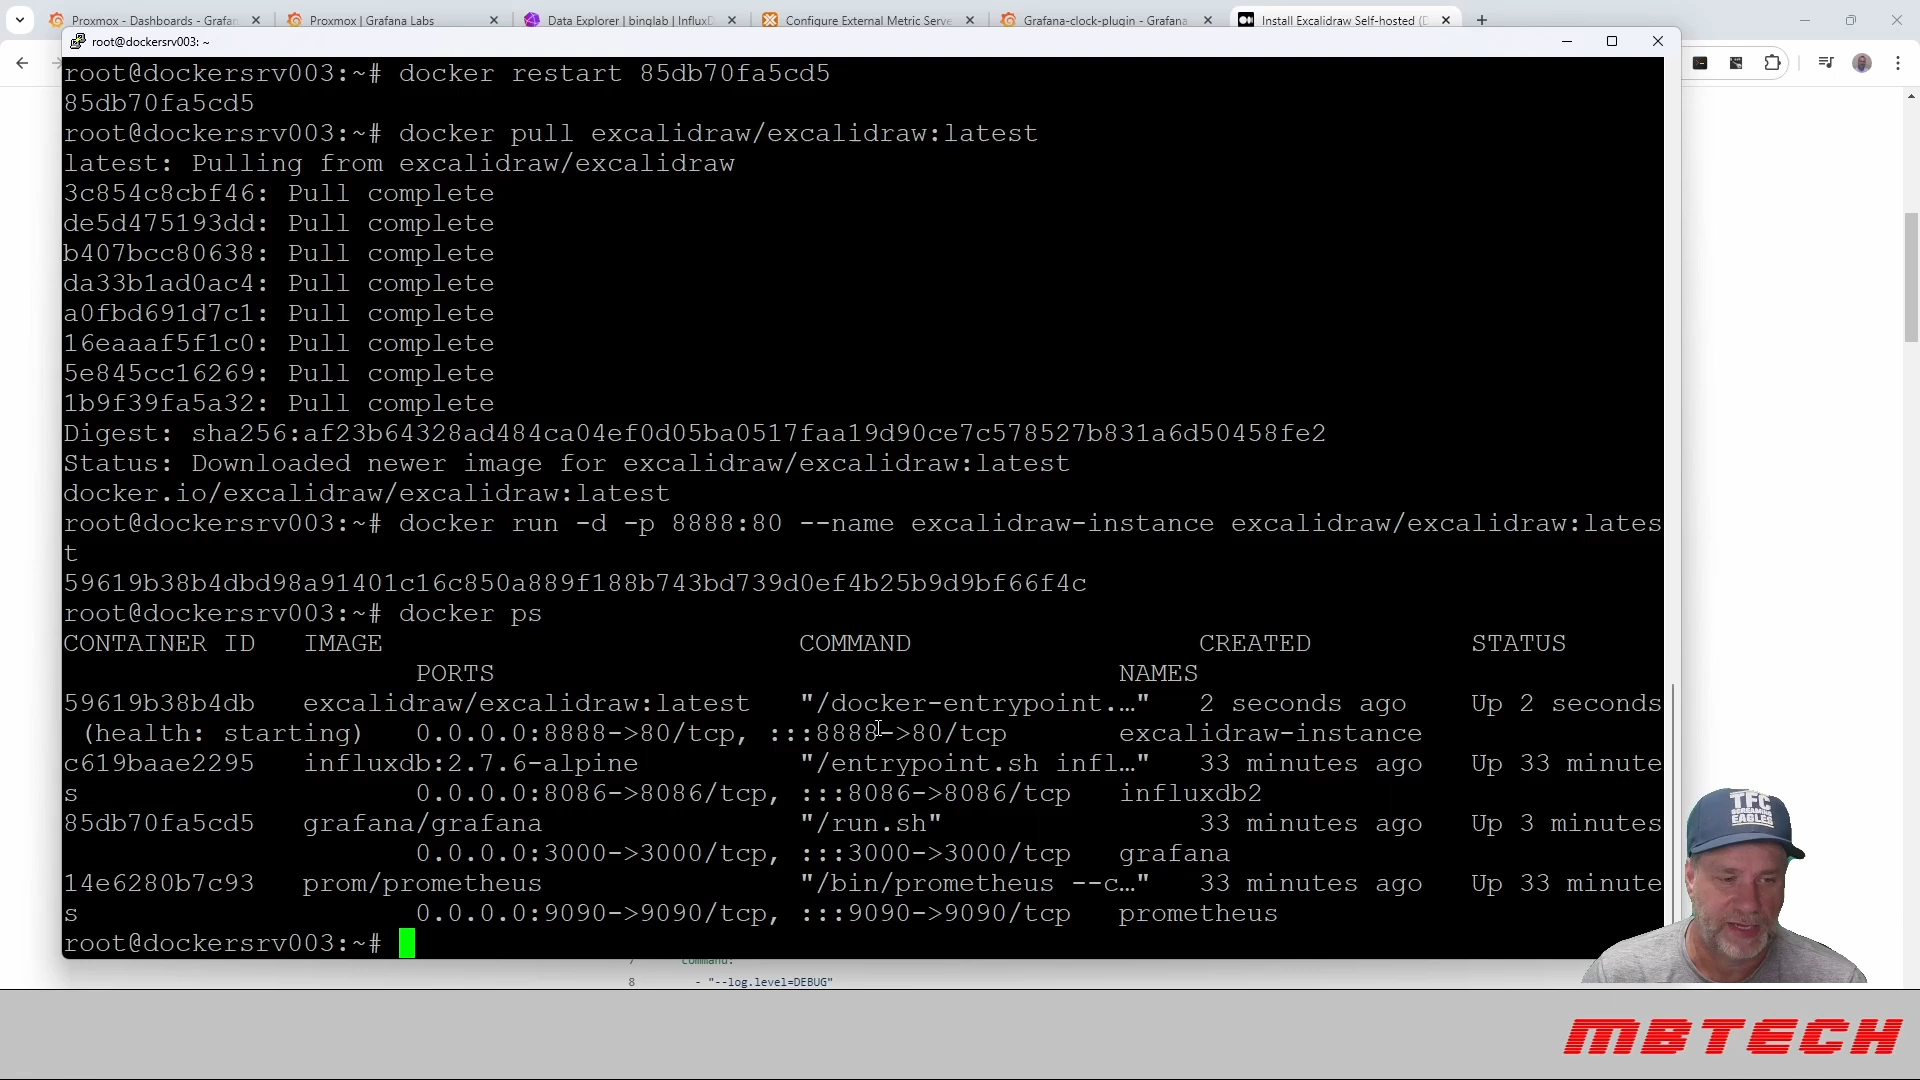 Proxmox - Dashboards - Grafan
Proxmox | Grafana Labs
Data Explorer | binglab | InfluxD
Configure External Metric Serve
Grafana-clock-plugin - Grafana
Install Excalidraw Self-hosted (D
root@dockersrv003: ~
root@dockersrv003:~# docker restart 85db70fa5cd5
85db70fa5cd5
root@dockersrv003:~# docker pull excalidraw/excalidraw:latest
latest: Pulling from excalidraw/excalidraw
3c854c8cbf46: Pull complete
de5d475193dd: Pull complete
b407bcc80638: Pull complete
da33b1ad0ac4: Pull complete
a0fbd691d7c1: Pull complete
16eaaaf5f1c0: Pull complete
5e845cc16269: Pull complete
1b9f39fa5a32: Pull complete
Digest: sha256:af23b64328ad484ca04ef0d05ba0517faa19d90ce7c578527b831a6d50458fe2
Status: Downloaded newer image for excalidraw/excalidraw:latest
docker.io/excalidraw/excalidraw:latest
root@dockersrv003:~# docker run -d -p 8888:80 --name excalidraw-instance excalidraw/excalidraw:lates
t
59619b38b4dbd98a91401c16c850a889f188b743bd739d0ef4b25b9d9bf66f4c
root@dockersrv003:~# docker ps
CONTAINER ID IMAGE COMMAND CREATED STATUS
PORTS NAMES
59619b38b4db excalidraw/excalidraw:latest "/docker-entrypoint.…" 2 seconds ago Up 2 seconds
(health: starting) 0.0.0.0:8888->80/tcp, :::8888->80/tcp excalidraw-instance
c619baae2295 influxdb:2.7.6-alpine "/entrypoint.sh infl…" 33 minutes ago Up 33 minute
s 0.0.0.0:8086->8086/tcp, :::8086->8086/tcp influxdb2
85db70fa5cd5 grafana/grafana "/run.sh" 33 minutes ago Up 3 minutes
0.0.0.0:3000->3000/tcp, :::3000->3000/tcp grafana
14e6280b7c93 prom/prometheus "/bin/prometheus --c…" 33 minutes ago Up 33 minute
s 0.0.0.0:9090->9090/tcp, :::9090->9090/tcp prometheus
root@dockersrv003:~#
7 command:
8 - "--log.level=DEBUG"
TFC
SCREAMING
EAGLES
MBTECH